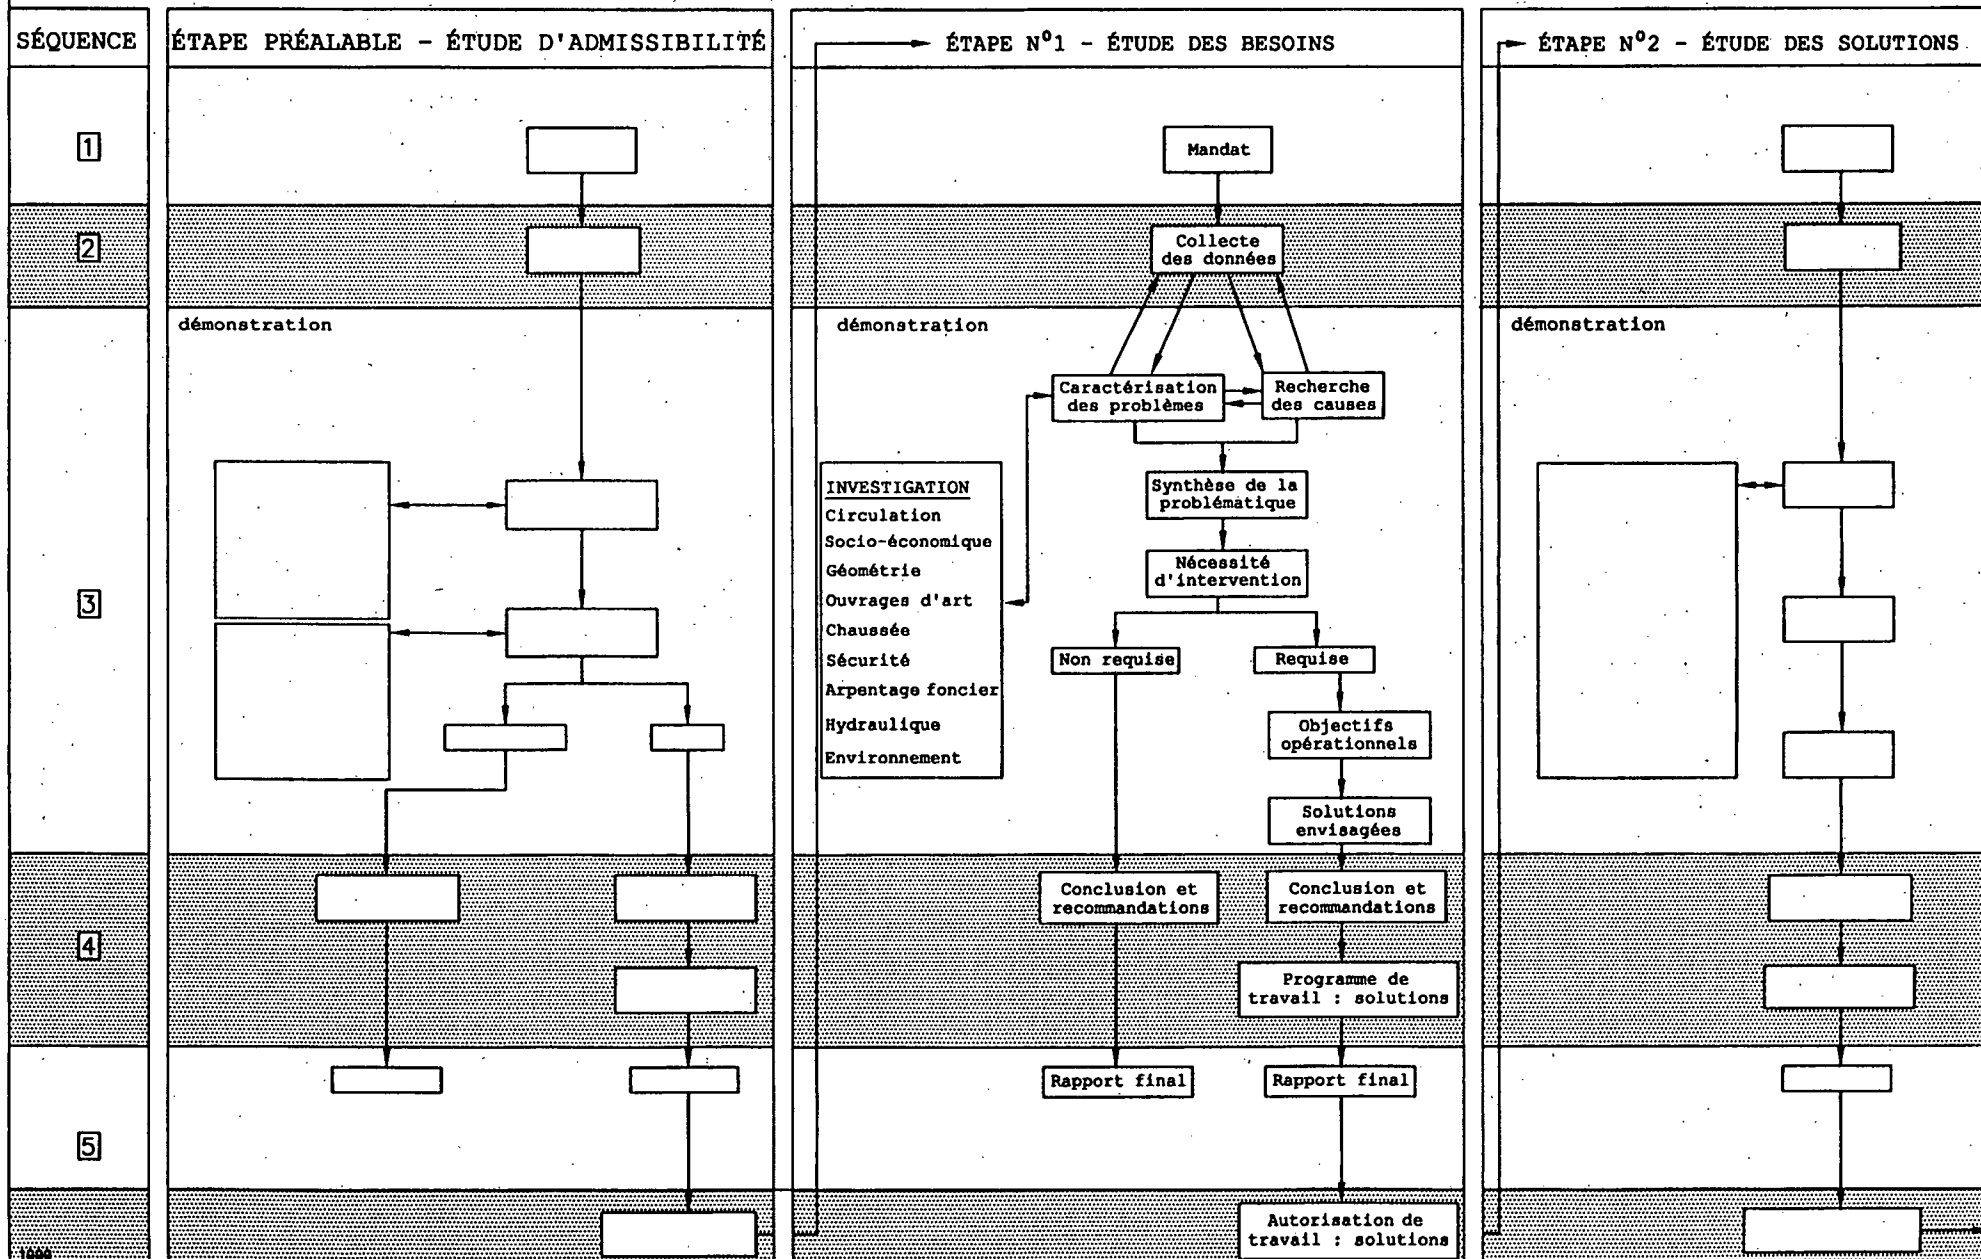 SÉQUENCE
ÉTAPE PRÉALABLE - ÉTUDE D'ADMISSIBILITÉ
ÉTAPE Nº1 - ÉTUDE DES BESOINS
ÉTAPE Nº2 - ÉTUDE DES SOLUTIONS
1
Mandat
2
Collecte
des données
démonstration
démonstration
démonstration
Caractérisation
des problèmes
Recherche
des causes
3
INVESTIGATION
Circulation
Socio-économique
Géométrie
Ouvrages d'art
Chaussée
Sécurité
Arpentage foncier
Hydraulique
Environnement
Synthèse de la
problématique
Nécessité
d'intervention
Non requise
Requise
Objectifs
opérationnels
Solutions
envisagées
4
Conclusion et
recommandations
Conclusion et
recommandations
Programme de
travail : solutions
5
Rapport final
Rapport final
Autorisation de
travail : solutions